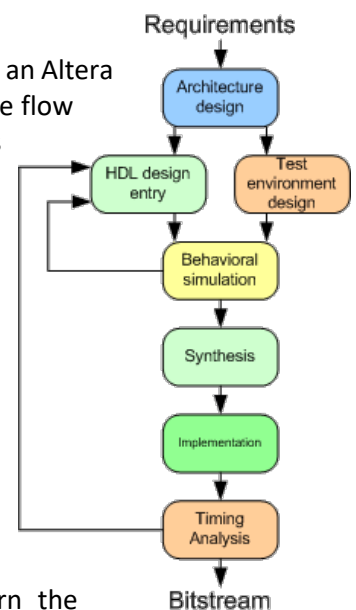 Requirements
an Altera
e flow
Architecture
design
HDL design
entry
Test
environment
design
Behavioral
simulation
Synthesis
Implementation
Timing
Analysis
rn the
Bitstream